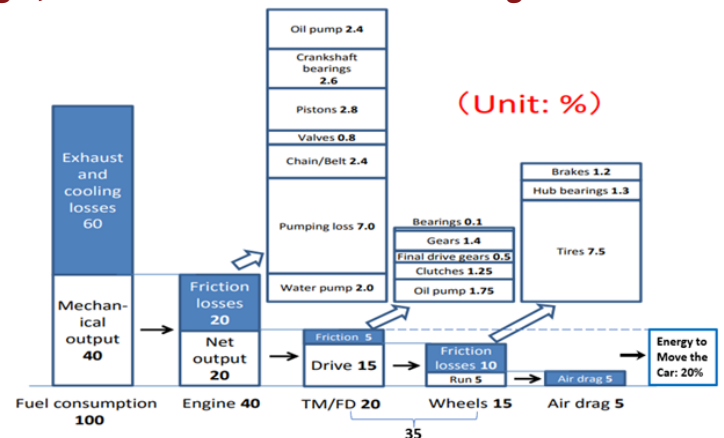 Oil pump 2.4
Crankshaft
bearings
2.6
Pistons 2.8
Valves 0.8
Chain/Belt 2.4
Pumping loss 7.0
Water pump 2.0
(Unit: %)
Exhaust
and
cooling
losses
60
Mechan-
ical
output
40
Friction
losses
20
Net
output
20
Bearings 0.1
Gears 1.4
Final drive gears 0.5
Clutches 1.25
Oil pump 1.75
Brakes 1.2
Hub bearings 1.3
Tires 7.5
Friction 5
Drive 15
Friction
losses 10
Run 5
Air drag 5
Energy to
Move the
Car: 20%
Fuel consumption
100
Engine 40
TM/FD 20
Wheels 15
Air drag 5
35